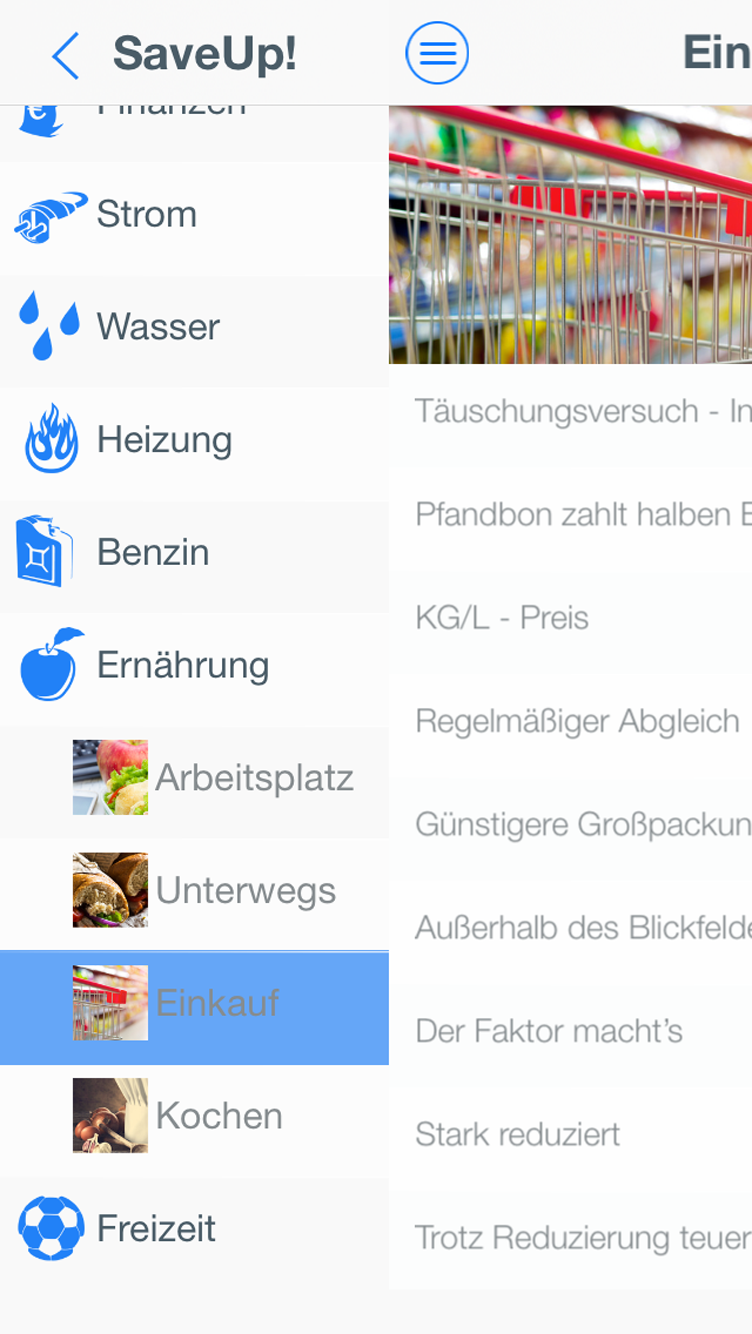 SaveUp!
Finanzen
Strom
Wasser
Heizung
Benzin
Ernährung
Arbeitsplatz
Unterwegs
Einkauf
Kochen
Freizeit
Ein
Täuschungsversuch - In
Pfandbon zahlt halben E
KG/L - Preis
Regelmäßiger Abgleich
Günstigere Großpackun
Außerhalb des Blickfelde
Der Faktor macht’s
Stark reduziert
Trotz Reduzierung teuer